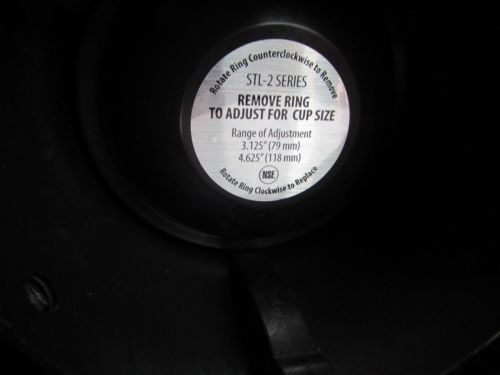 Rotate Ring Counterclockwise to Remove
STL-2 SERIES
REMOVE RING
TO ADJUST FOR CUP SIZE
Range of Adjustment
3.125" (79 mm)
4.625" (118 mm)
NSE
Rotate Ring Clockwise to Replace